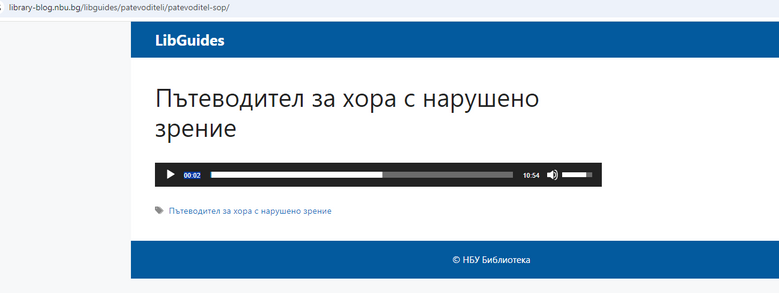 library-blog.nbu.bg/libguides/patevoditeli/patevoditel-sop/
LibGuides
Пътеводител за хора с нарушено
зрение
00:02 10:54
Пътеводител за хора с нарушено зрение
© НБУ Библиотека